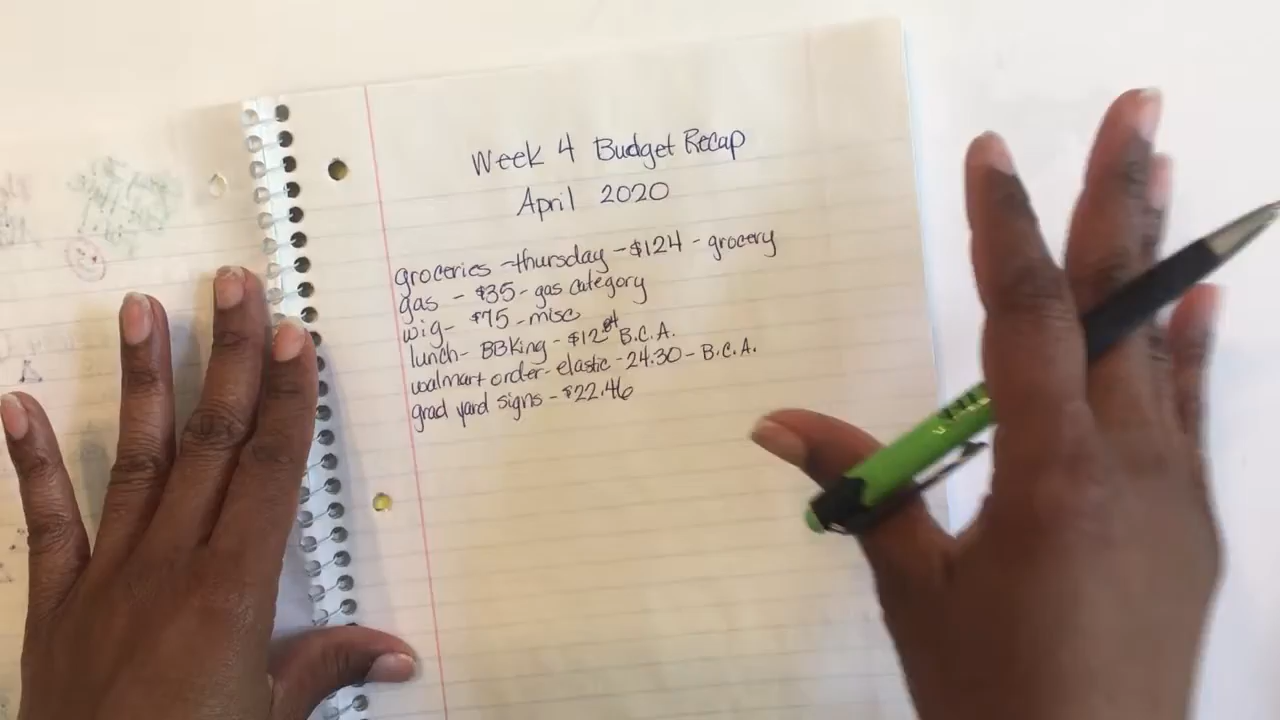 Week 4 Budget Recap
April 2020
groceries - thursday - $124 - grocery
gas - $35 - gas category
wig - $75 - misc
lunch - BBKing - $12 B.C.A.
walmart order - elastic - 24.30 - B.C.A.
grad yard signs - $22.46